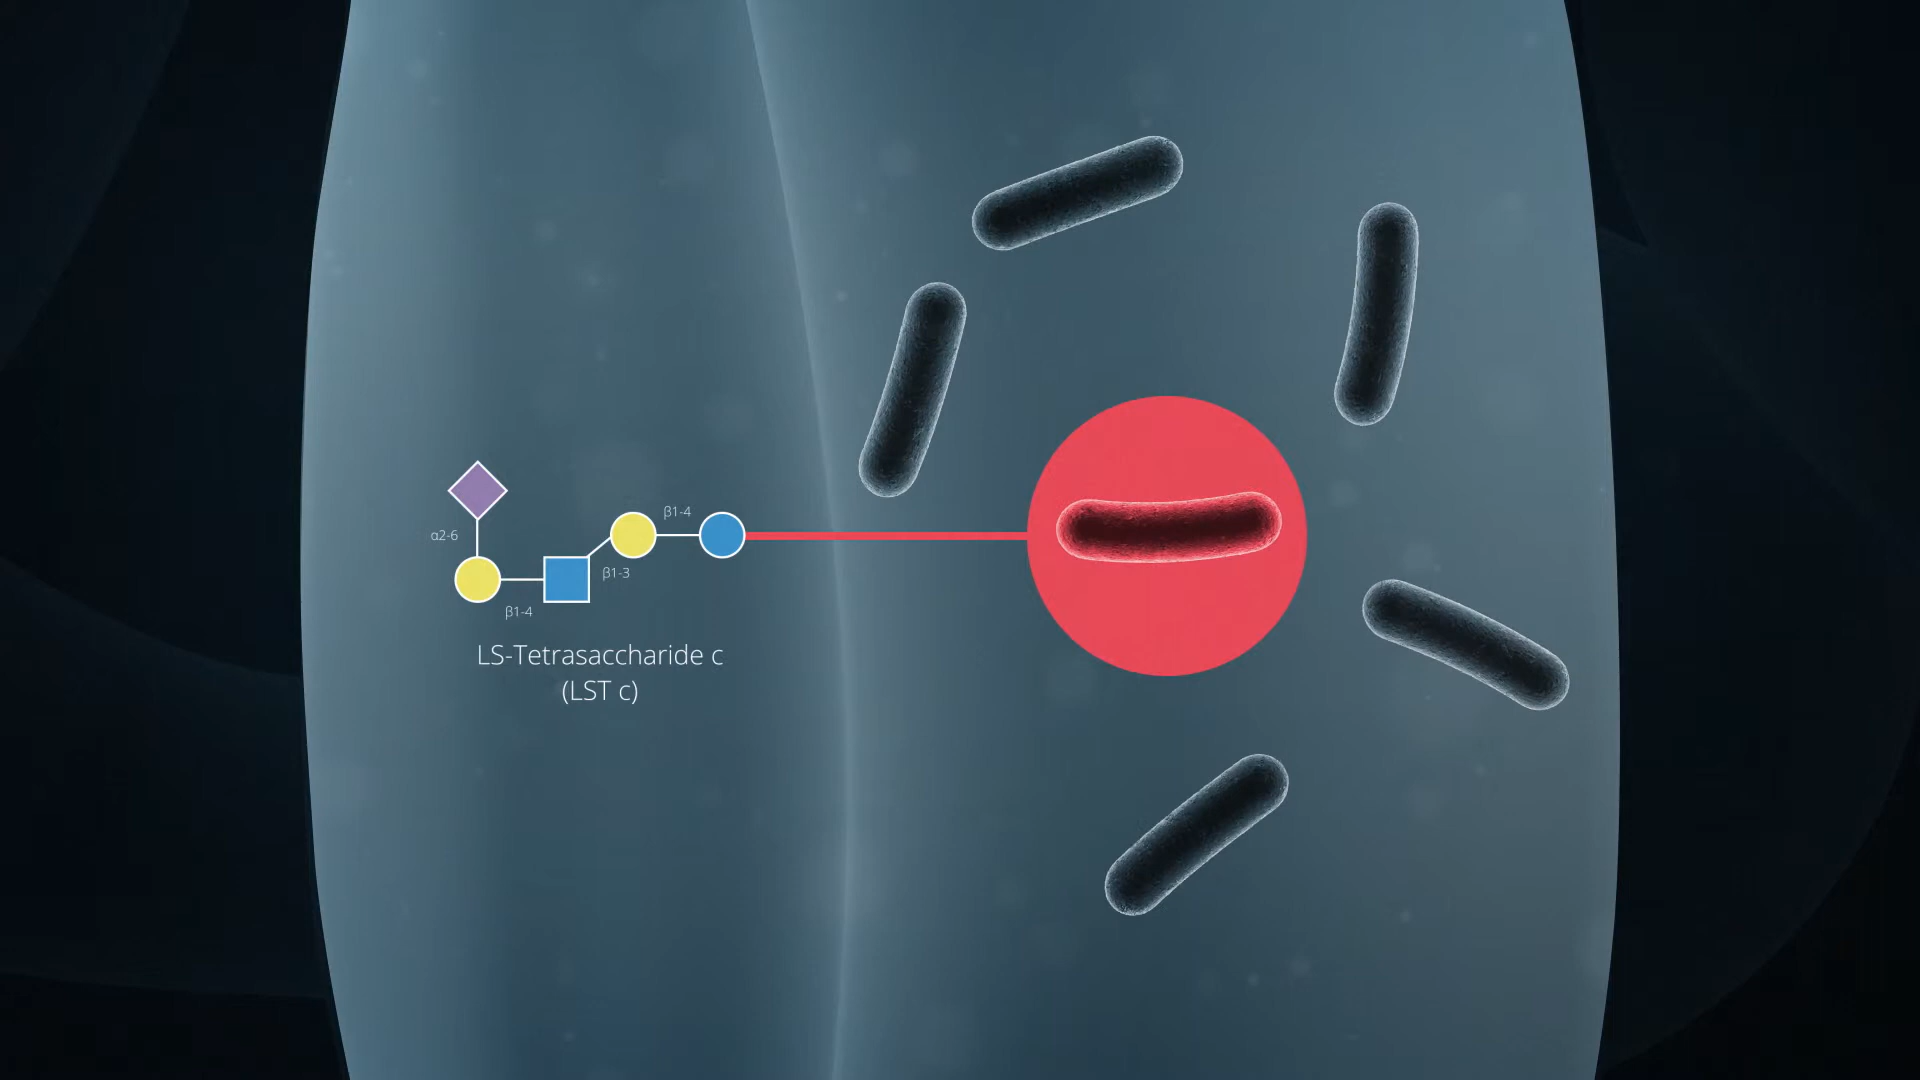 β1-4
α2-6
β1-3
β1-4
LS-Tetrasaccharide c
(LST c)